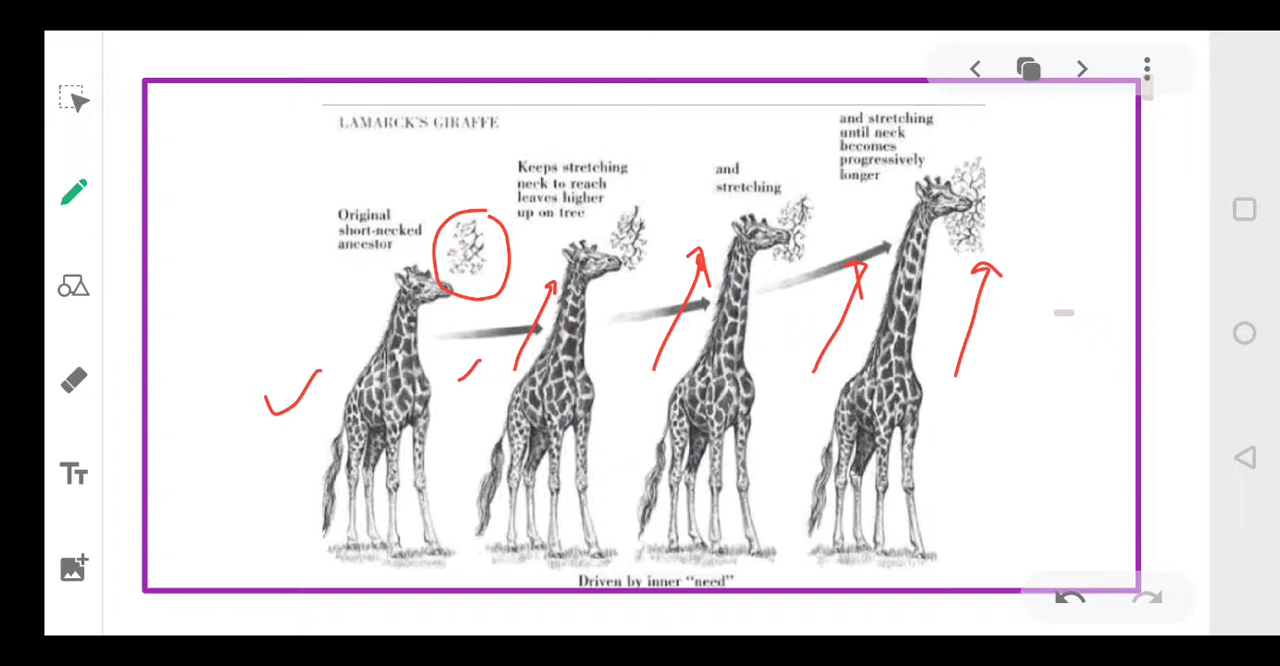 LAMARCK'S GIRAFFE
Original
short-necked
ancestor
Keeps stretching
neck to reach
leaves higher
up on tree
and
stretching
and stretching
until neck
becomes
progressively
longer
Driven by inner "need"
TT